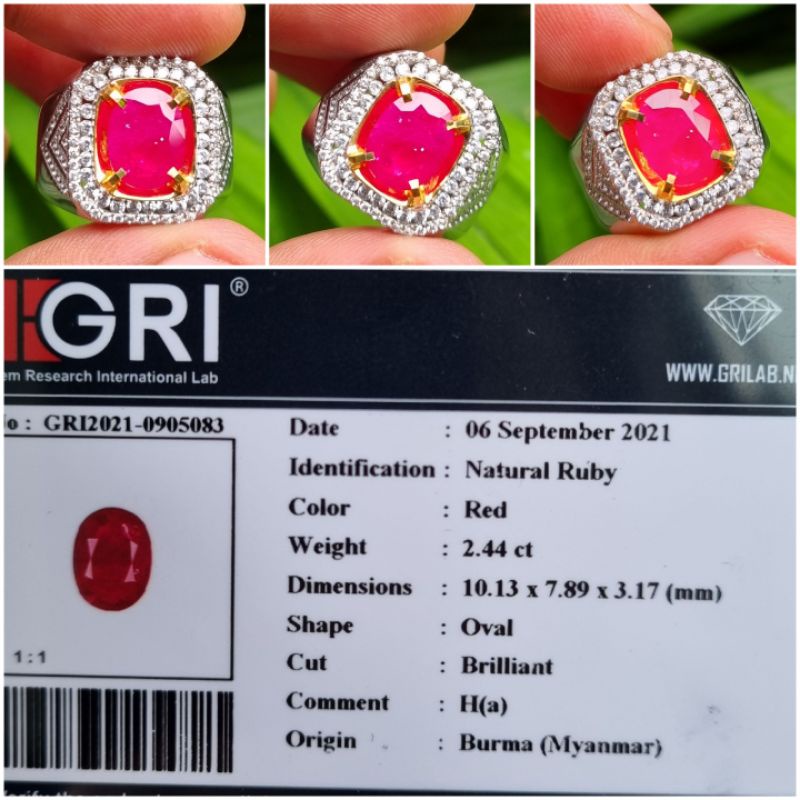 GRI ®
em Research International Lab
WWW.GRILAB.N
No : GRI2021-0905083
1:1
Date : 06 September 2021
Identification : Natural Ruby
Color : Red
Weight : 2.44 ct
Dimensions : 10.13 x 7.89 x 3.17 (mm)
Shape : Oval
Cut : Brilliant
Comment : H(a)
Origin : Burma (Myanmar)